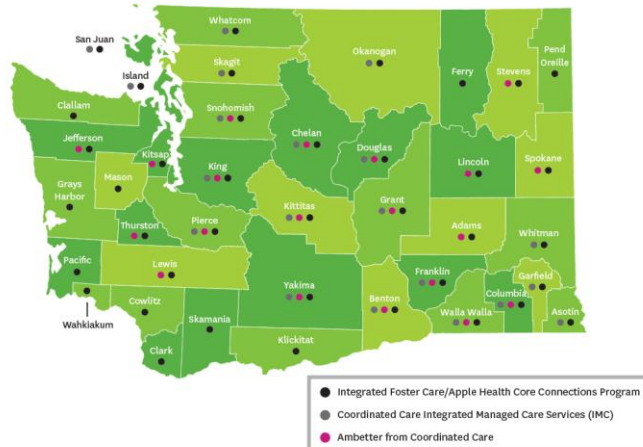 Whatcom
San Juan
Skagit
Okanogan
Pend
Oreille
Island
Ferry
Stevens
Clallam
Snohomish
Chelan
Jefferson
Douglas
Kitsap
King
Lincoln
Spokane
Mason
Grays
Harbor
Kittitas
Grant
Pierce
Thurston
Adams
Whitman
Pacific
Lewis
Yakima
Franklin
Garfield
Cowlitz
Benton
Columbia
Wahkiakum
Skamania
Walla Walla
Asotin
Klickitat
Clark
Integrated Foster Care/Apple Health Core Connections Program
Coordinated Care Integrated Managed Care Services (IMC)
Ambetter from Coordinated Care